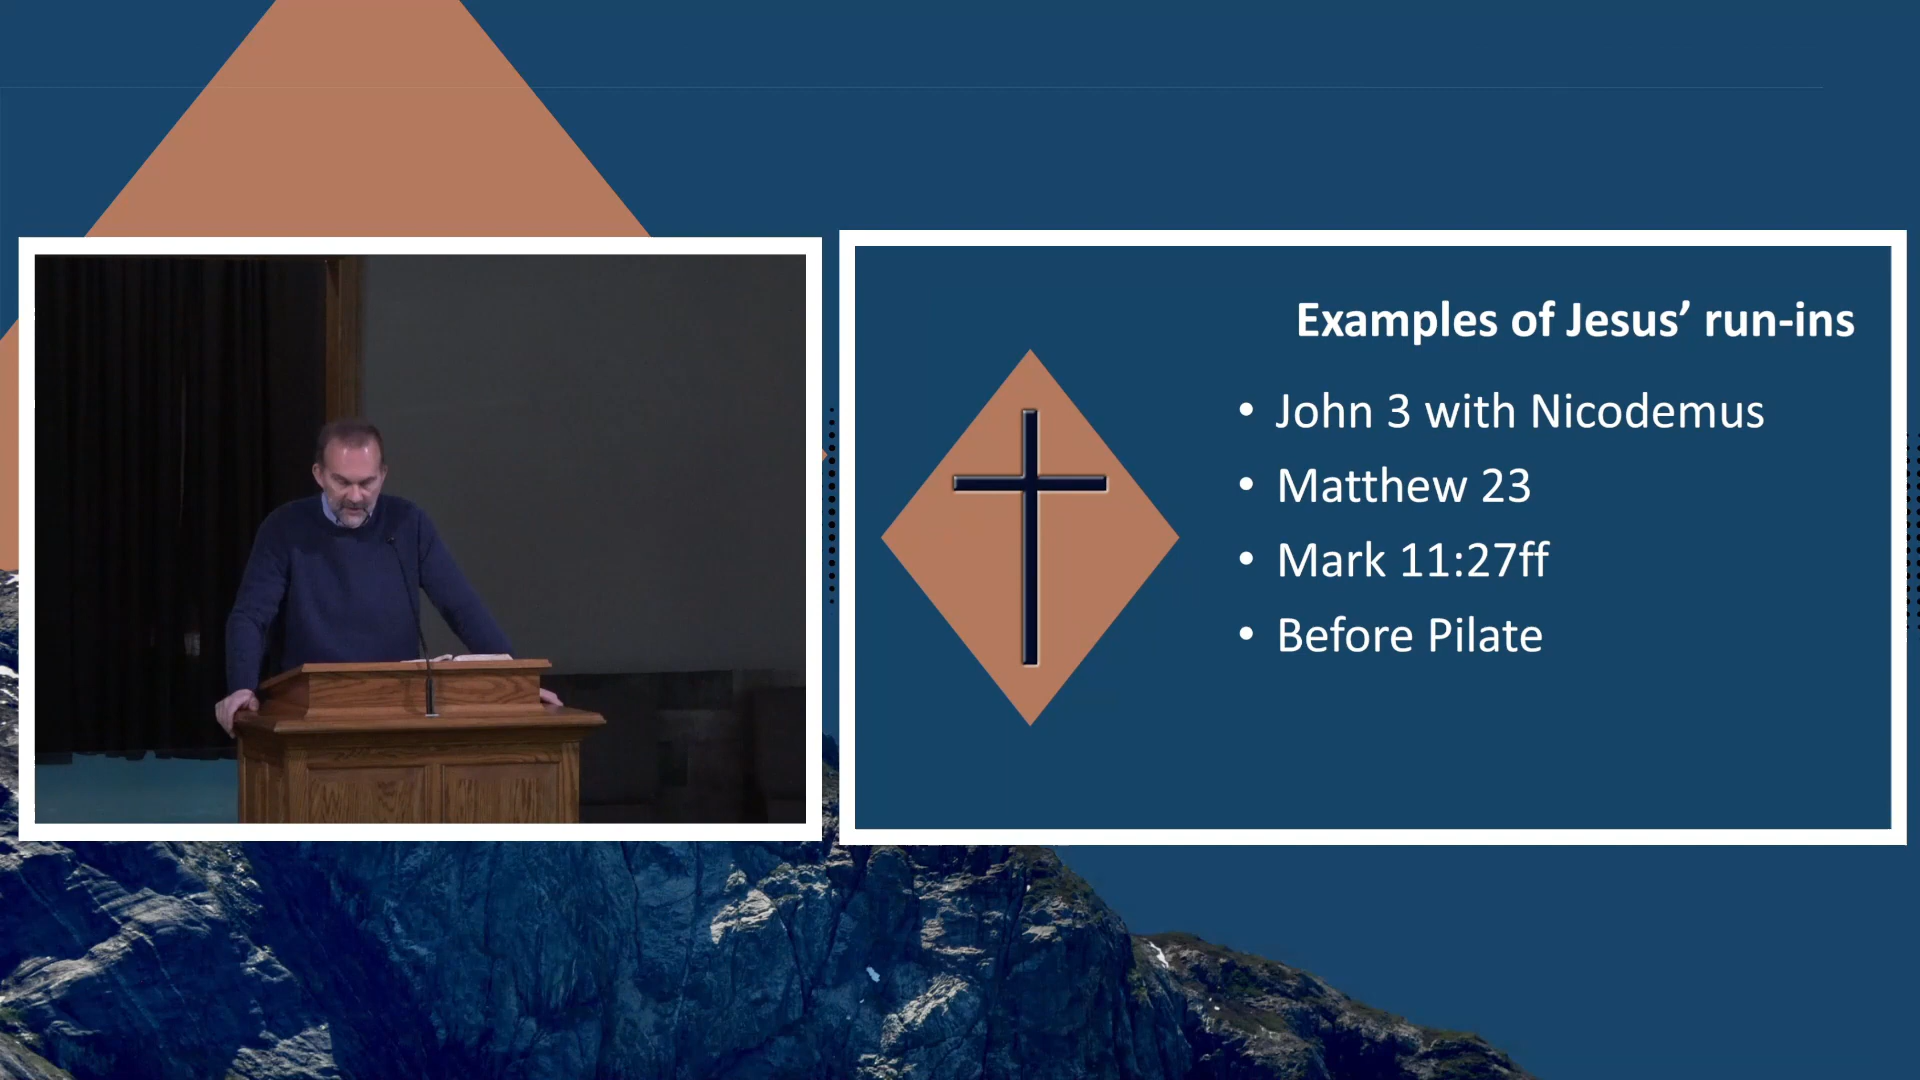 Examples of Jesus’ run-ins
• John 3 with Nicodemus
• Matthew 23
• Mark 11:27ff
• Before Pilate